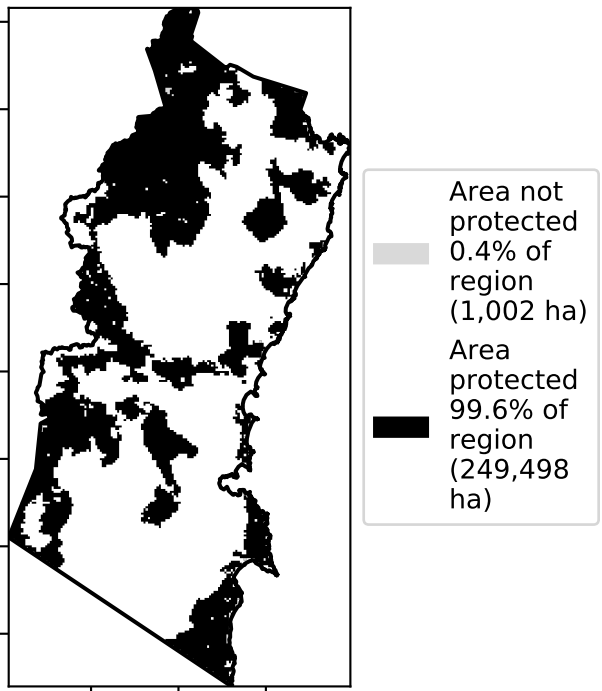 Area not
protected
0.4% of
region
(1,002 ha)
Area
protected
99.6% of
region
(249,498
ha)